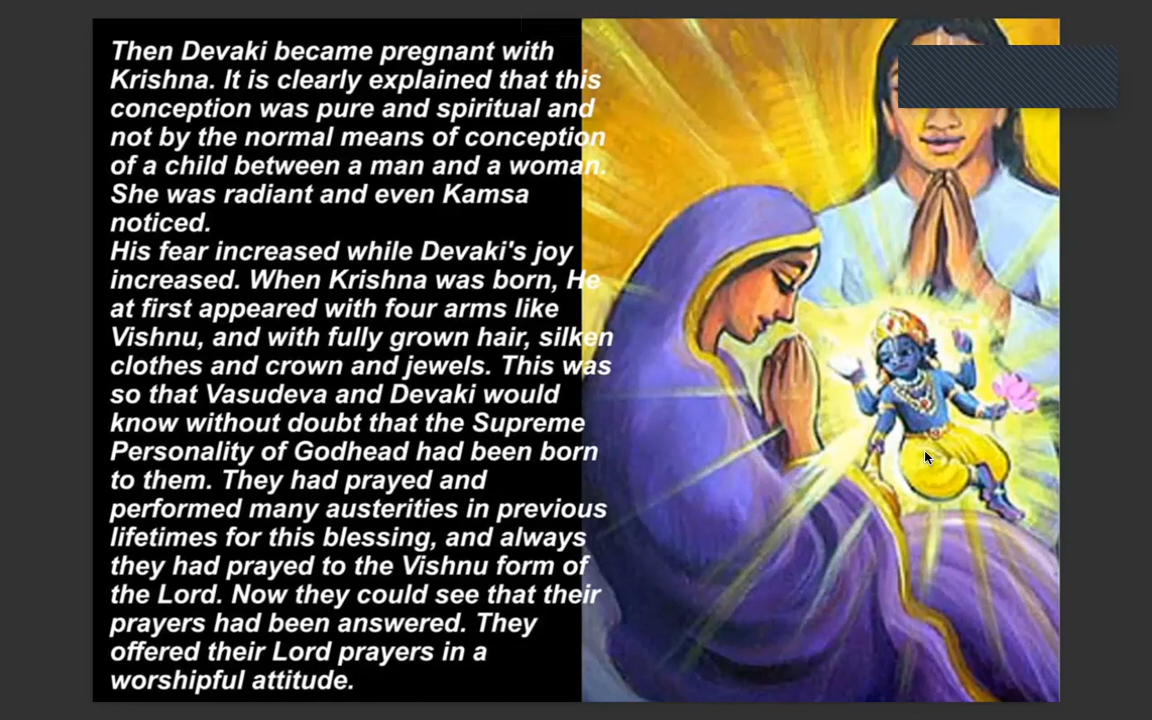 Then Devaki became pregnant with
Krishna. It is clearly explained that this
conception was pure and spiritual and
not by the normal means of conception
of a child between a man and a woman.
She was radiant and even Kamsa
noticed.
His fear increased while Devaki's joy
increased. When Krishna was born, He
at first appeared with four arms like
Vishnu, and with fully grown hair, silken
clothes and crown and jewels. This was
so that Vasudeva and Devaki would
know without doubt that the Supreme
Personality of Godhead had been born
to them. They had prayed and
performed many austerities in previous
lifetimes for this blessing, and always
they had prayed to the Vishnu form of
the Lord. Now they could see that their
prayers had been answered. They
offered their Lord prayers in a
worshipful attitude.